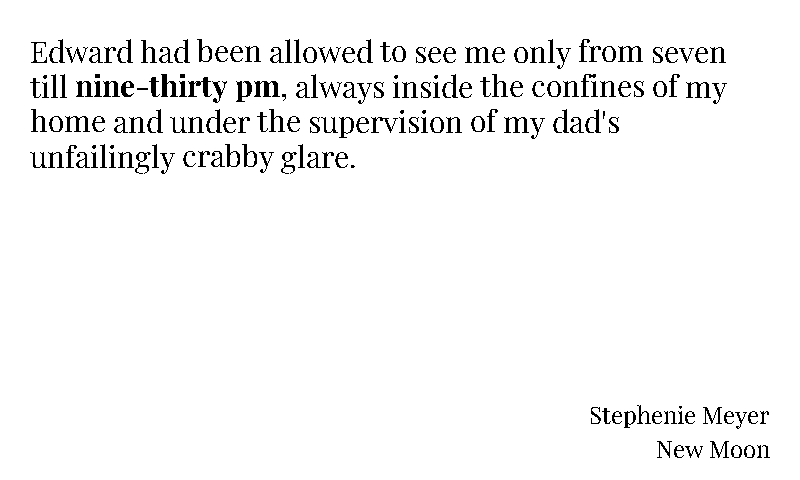 Edward had been allowed to see me only from seven
till nine-thirty pm, always inside the confines of my
home and under the supervision of my dad's
unfailingly crabby glare.
Stephenie Meyer
New Moon